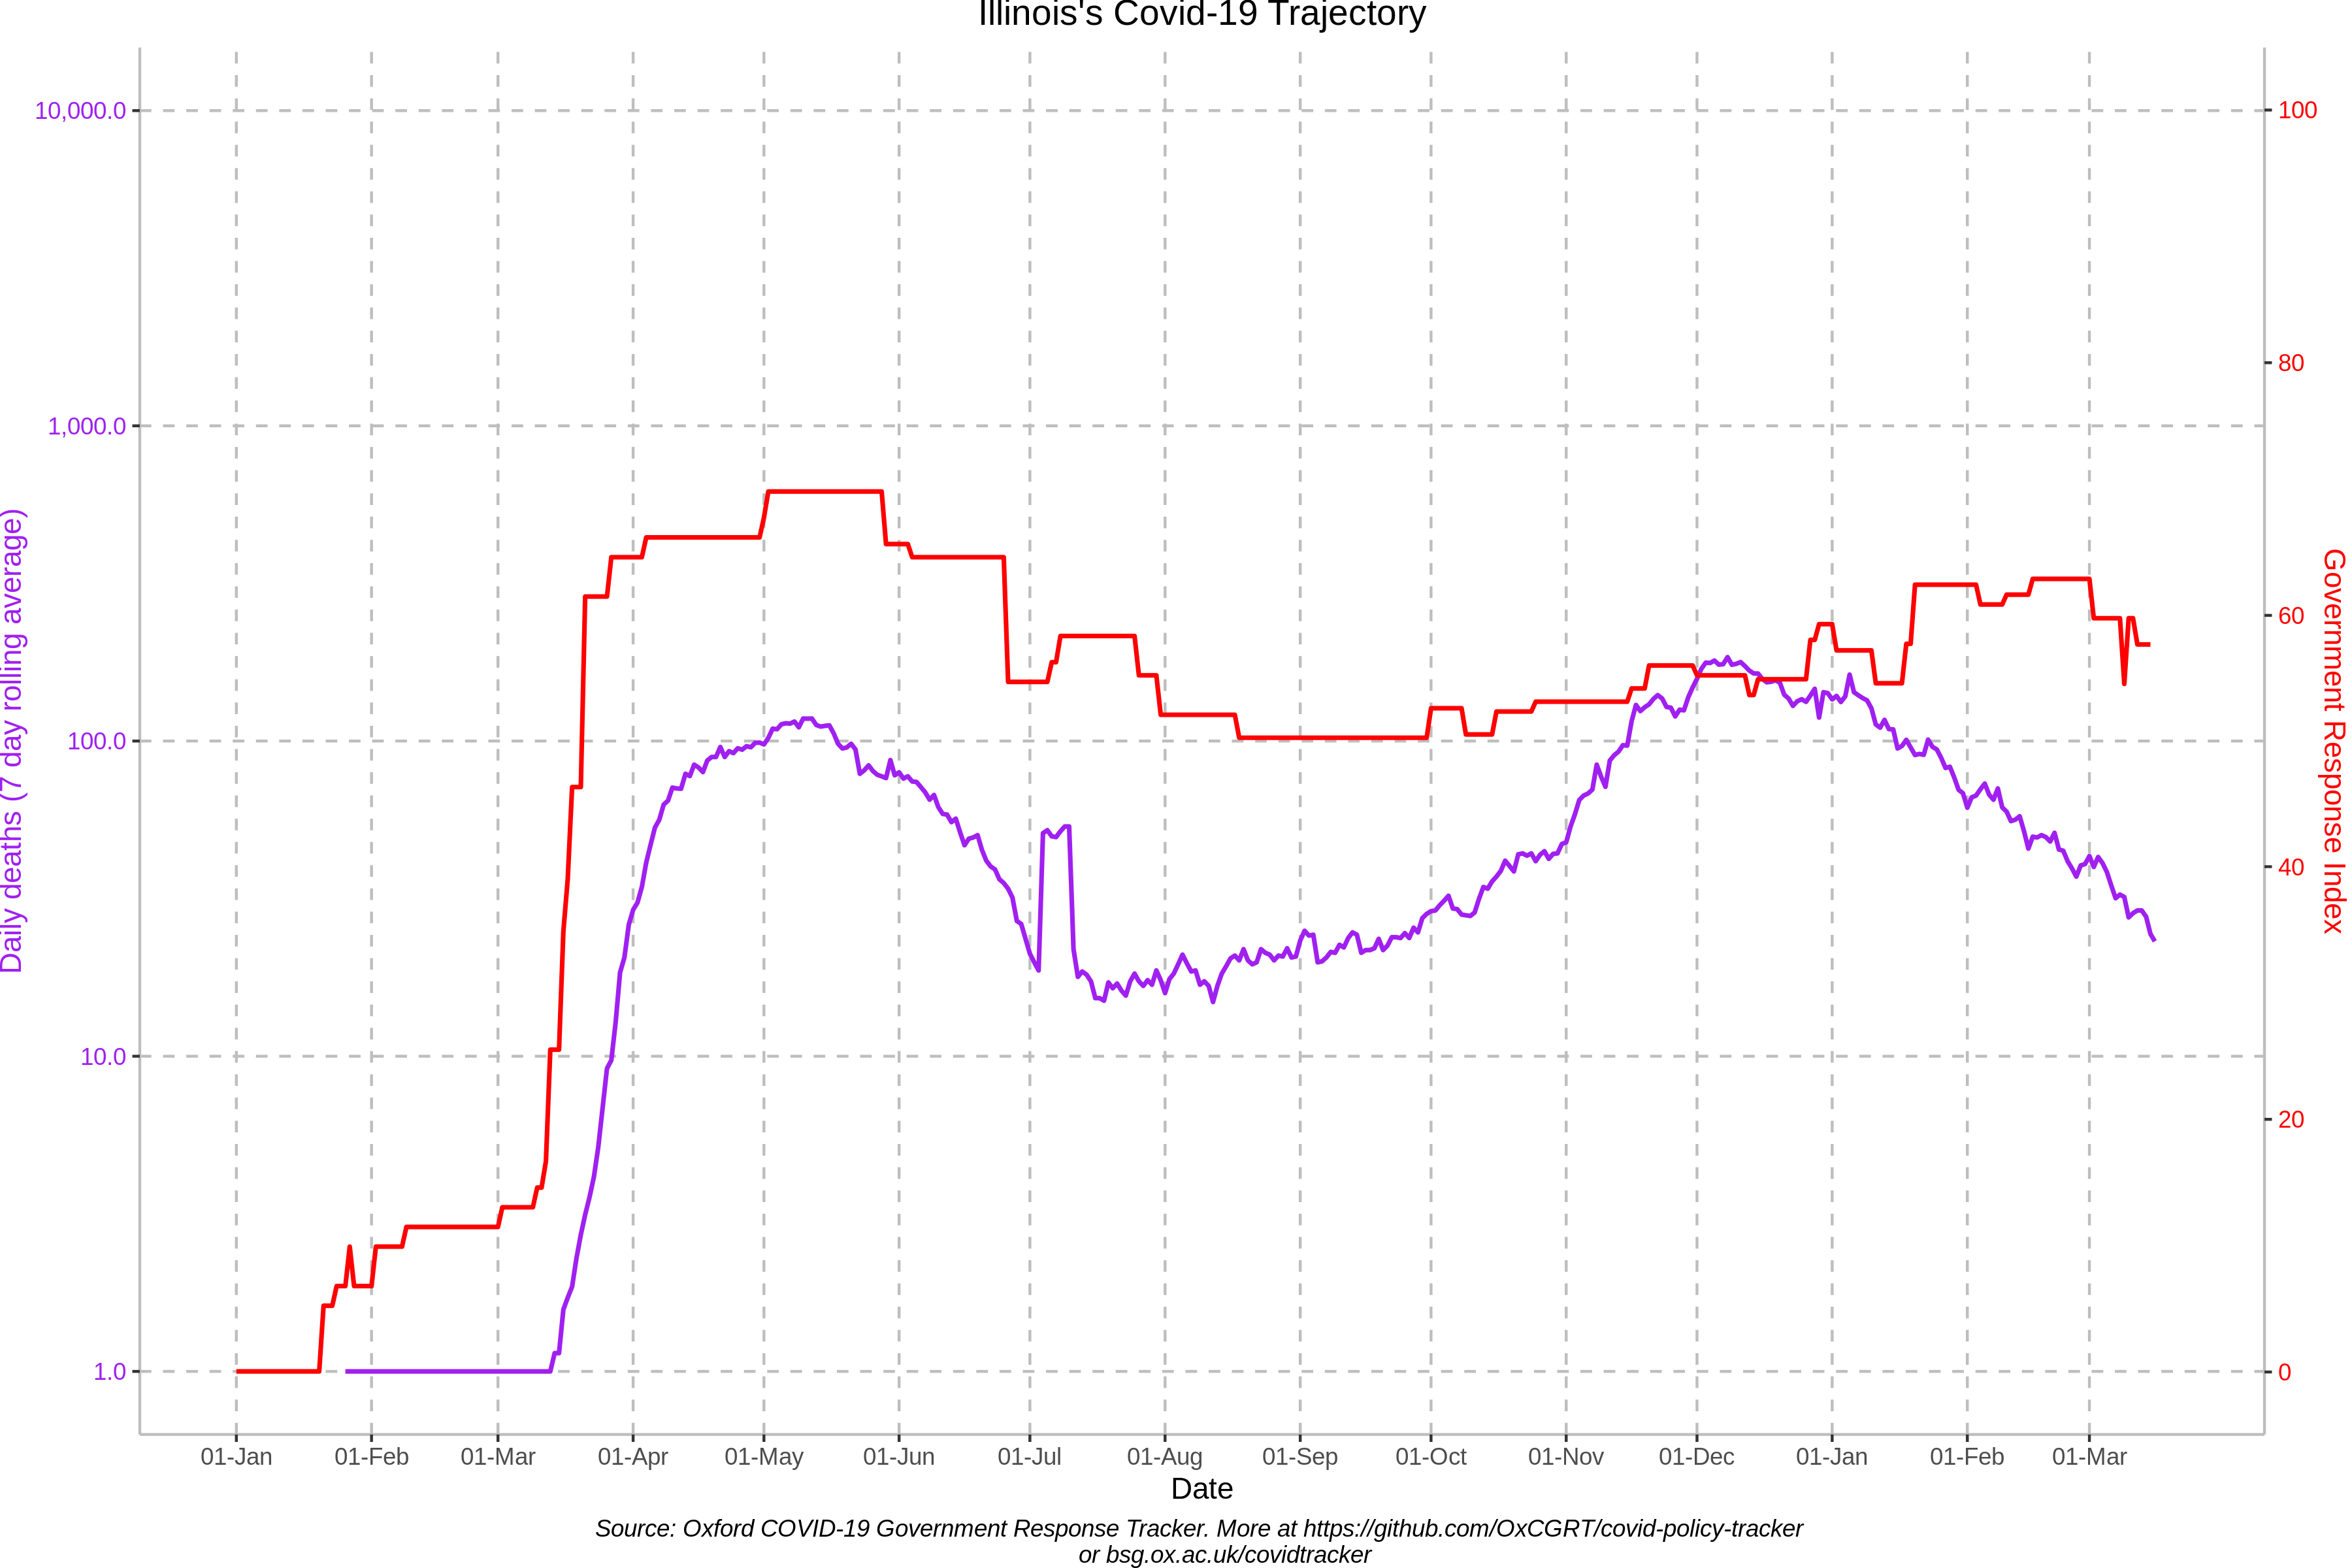 Illinois's Covid-19 Trajectory
10,000.0
1,000.0
100.0
10.0
1.0
Daily deaths (7 day rolling average)
100
80
60
40
20
0
Government Response Index
01-Jan 01-Feb 01-Mar 01-Apr 01-May 01-Jun 01-Jul 01-Aug 01-Sep 01-Oct 01-Nov 01-Dec 01-Jan 01-Feb 01-Mar
Date
Source: Oxford COVID-19 Government Response Tracker. More at https://github.com/OxCGRT/covid-policy-tracker
or bsg.ox.ac.uk/covidtracker